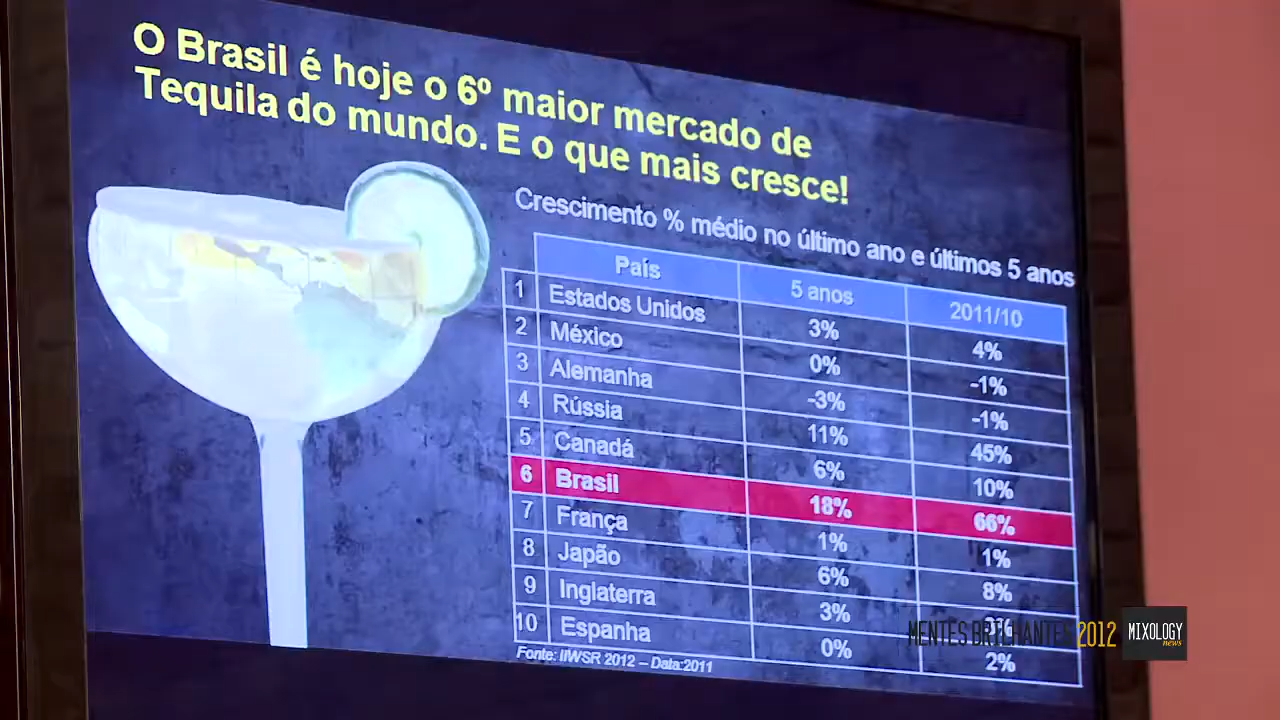 O Brasil é hoje o 6º maior mercado de
Tequila do mundo. E o que mais cresce!
Crescimento % médio no último ano e últimos 5 anos
País 5 anos 2011/10
1 Estados Unidos 3% 4%
2 México 0% -1%
3 Alemanha -3% -1%
4 Rússia 11% 45%
5 Canadá 6% 10%
6 Brasil 18% 66%
7 França 1% 1%
8 Japão 6% 8%
9 Inglaterra 3%
10 Espanha 0% 2%
Fonte: IIWSR 2012 – Data:2011
MENTES BRILHANTES 2012
MIXOLOGY
news